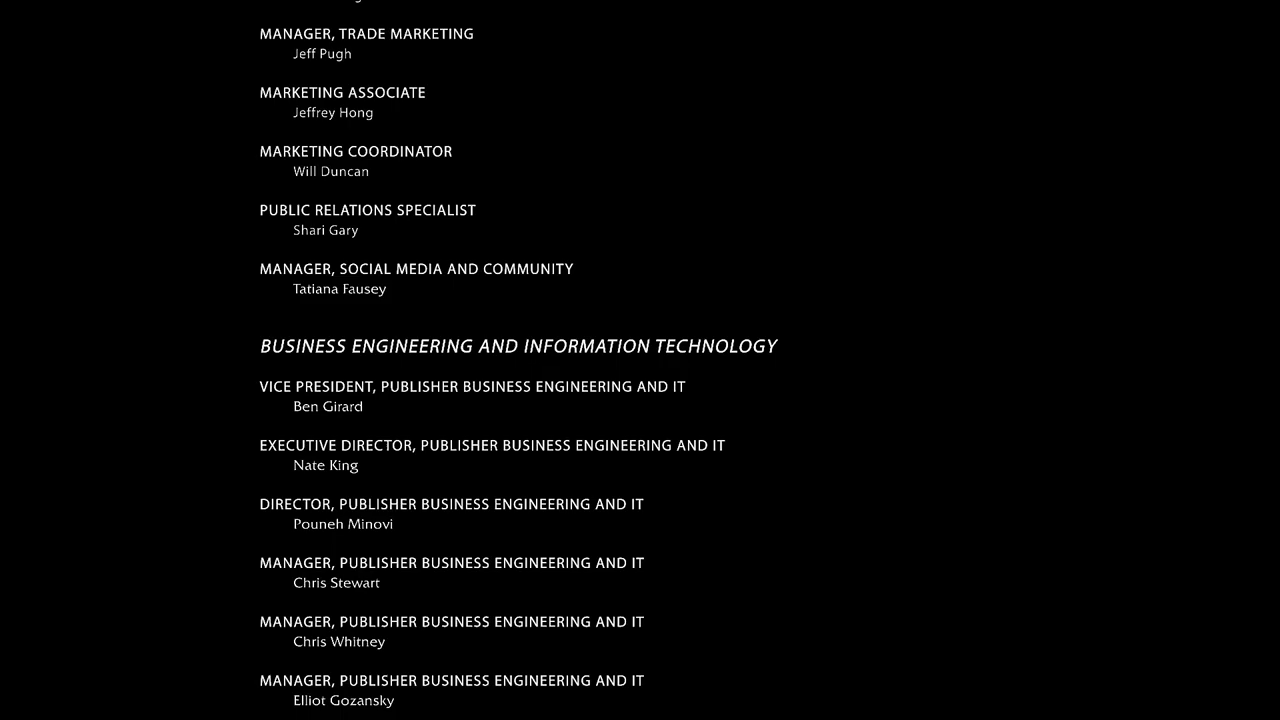 MANAGER, TRADE MARKETING
Jeff Pugh
MARKETING ASSOCIATE
Jeffrey Hong
MARKETING COORDINATOR
Will Duncan
PUBLIC RELATIONS SPECIALIST
Shari Gary
MANAGER, SOCIAL MEDIA AND COMMUNITY
Tatiana Fausey
BUSINESS ENGINEERING AND INFORMATION TECHNOLOGY
VICE PRESIDENT, PUBLISHER BUSINESS ENGINEERING AND IT
Ben Girard
EXECUTIVE DIRECTOR, PUBLISHER BUSINESS ENGINEERING AND IT
Nate King
DIRECTOR, PUBLISHER BUSINESS ENGINEERING AND IT
Pouneh Minovi
MANAGER, PUBLISHER BUSINESS ENGINEERING AND IT
Chris Stewart
MANAGER, PUBLISHER BUSINESS ENGINEERING AND IT
Chris Whitney
MANAGER, PUBLISHER BUSINESS ENGINEERING AND IT
Elliot Gozansky